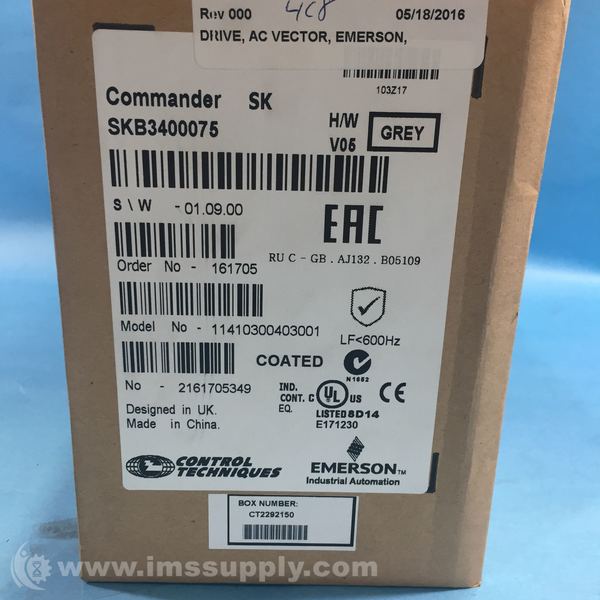 Rev 000 4C8 05/18/2016
DRIVE, AC VECTOR, EMERSON,
103Z17
Commander SK
SKB3400075
H/W GREY
V05
S \ W - 01.09.00
EAC
RU C - GB . AJ132 . B05109
Order No - 161705
Model No - 11410300403001
LF<600Hz
COATED
N1652
No - 2161705349
IND. CONT. EQ.
C UL US
LISTED 8D14
E171230
CE
Designed in UK.
Made in China.
CONTROL TECHNIQUES
EMERSON™
Industrial Automation
BOX NUMBER:
CT2292150
© www.imssupply.com